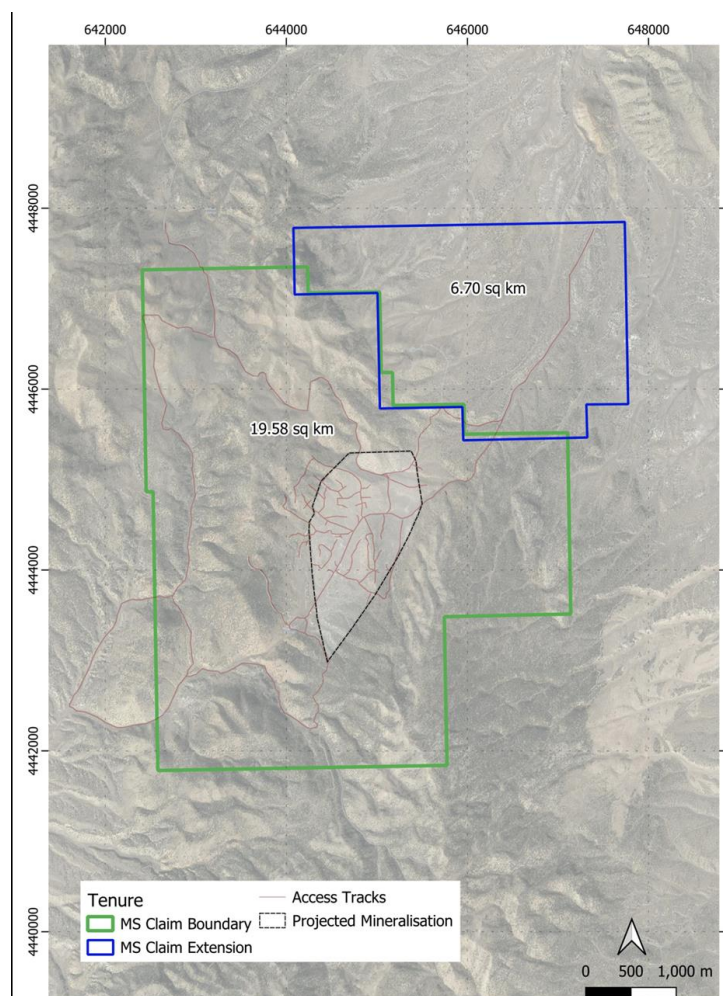 642000 644000 646000 648000
4448000
6.70 sq km
4446000
19.58 sq km
4444000
4442000
4440000
Tenure
MS Claim Boundary
MS Claim Extension
Access Tracks
Projected Mineralisation
0 500 1,000 m